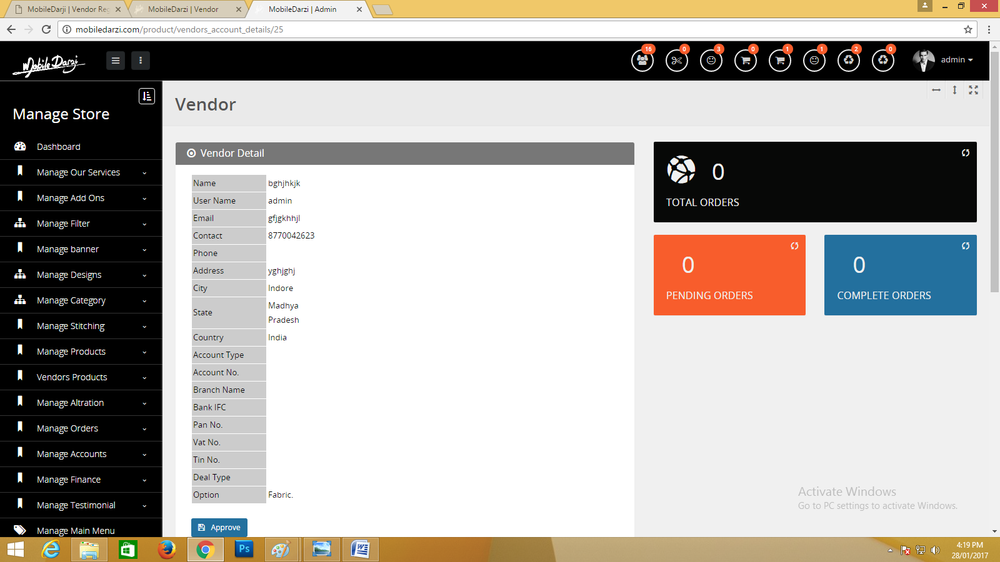 MobileDarji | Vendor Reg
MobileDarzi | Vendor
MobileDarzi | Admin
mobiledarzi.com/product/vendors_account_details/25
Mobile Darzi
16
0
3
0
1
1
2
0
admin
Manage Store
Dashboard
Manage Our Services
Manage Add Ons
Manage Filter
Manage banner
Manage Designs
Manage Category
Manage Stitching
Manage Products
Vendors Products
Manage Altration
Manage Orders
Manage Accounts
Manage Finance
Manage Testimonial
Manage Main Menu
Vendor
Vendor Detail
Name bghjhkjk
User Name admin
Email gfjgkhhjl
Contact 8770042623
Phone
Address yghjghj
City Indore
State Madhya
Pradesh
Country India
Account Type
Account No.
Branch Name
Bank IFC
Pan No.
Vat No.
Tin No.
Deal Type
Option Fabric.
Approve
0
TOTAL ORDERS
0
PENDING ORDERS
0
COMPLETE ORDERS
Activate Windows
Go to PC settings to activate Windows.
Ps
4:19 PM
28/01/2017